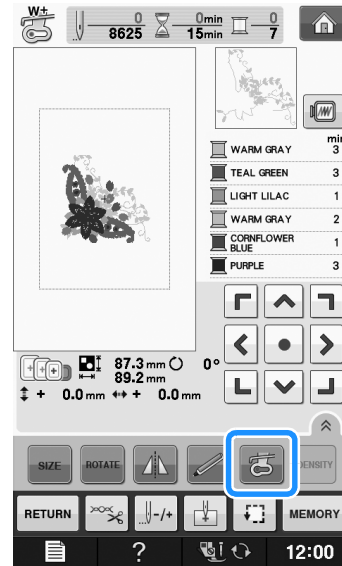 W+
0 0min 0
8625 15min 7
min
WARM GRAY 3
TEAL GREEN 3
LIGHT LILAC 1
WARM GRAY 2
CORNFLOWER
BLUE 1
PURPLE 3
87.3 mm 0°
89.2 mm
+ 0.0 mm + 0.0 mm
SIZE ROTATE DENSITY
RETURN -/+ MEMORY
? 12:00